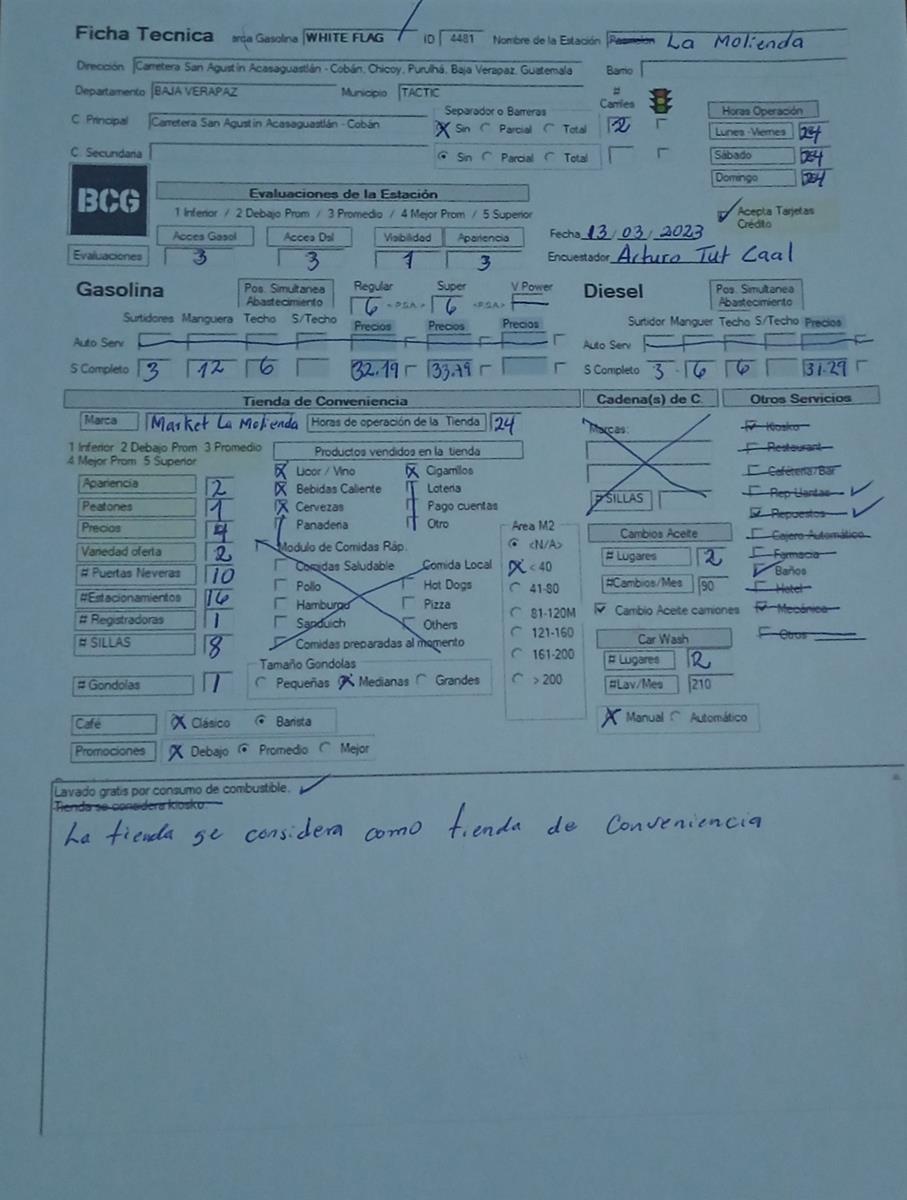 Ficha Tecnica arca Gasolina WHITE FLAG ID 4481 Nombre de la Estación La Molienda
Dirección Carretera San Agustín Acasaguastlán - Cobán, Chicoy, Purulhá, Baja Verapaz, Guatemala Barrio
Departamento BAJA VERAPAZ Municipio TACTIC # Carriles
C Principal Carretera San Agustín Acasaguastlán - Cobán Separador o Barreras Sin Parcial Total 2
Horas Operación
Lunes -Viernes 24
C. Secundaria Sin Parcial Total
Sábado 24
Domingo 24
BCG
Evaluaciones de la Estación
1 Inferior / 2 Debajo Prom / 3 Promedio / 4 Mejor Prom / 5 Superior
Acepta Tarjetas Crédito
Acces Gasol Acces Dsl Visibilidad Apariencia
Fecha 13/03/2023
Evaluaciones 3 3 1 3
Encuestador Arturo Tut Caal
Gasolina
Pos. Simultanea Abastecimiento
Regular Super V Power
6 <-P.S.A.-> 6 <-P.S.A.->
Diesel
Pos. Simultanea Abastecimiento
Surtidores Manguera Techo S/Techo Precios Precios Precios
Surtidor Manguer Techo S/Techo Precios
Auto Serv
Auto Serv
S Completo 3 12 6 32.19 33.79
S Completo 3 6 6 31.29
Tienda de Conveniencia
Cadena(s) de C.
Otros Servicios
Marca Market La Molienda Horas de operación de la Tienda 24
1 Inferior 2 Debajo Prom 3 Promedio
4 Mejor Prom 5 Superior
Apariencia 2
Peatones 1
Precios 4
Variedad oferta 2
# Puertas Neveras 10
#Estacionamientos 16
# Registradoras 1
# SILLAS 8
# Gondolas 1
Productos vendidos en la tienda
Licor / Vino Cigarrillos
Bebidas Caliente Loteria
Cervezas Pago cuentas
Panaderia Otro
Modulo de Comidas Ráp.
Comidas Saludable Comida Local
Pollo Hot Dogs
Hamburgo Pizza
Sanduich Others
Comidas preparadas al momento
Tamaño Gondolas
Pequeñas Medianas Grandes
Area M2
<N/A>
< 40
41-80
81-120M
121-160
161-200
> 200
Marcas:
# SILLAS
Cambios Aceite
# Lugares 2
#Cambios/Mes 90
Cambio Aceite camiones
Car Wash
# Lugares 2
#Lav/Mes 210
Manual Automático
Kiosko
Restaurant
Cafeteria/Bar
Rep Llantas
Repuestos
Cajero Automático
Farmacia
Baños
Hotel
Mecánica
Otros
Café Clásico Barista
Promociones Debajo Promedio Mejor
Lavado gratis por consumo de combustible.
Tienda se considera kiosko.
La tienda se considera como tienda de Conveniencia